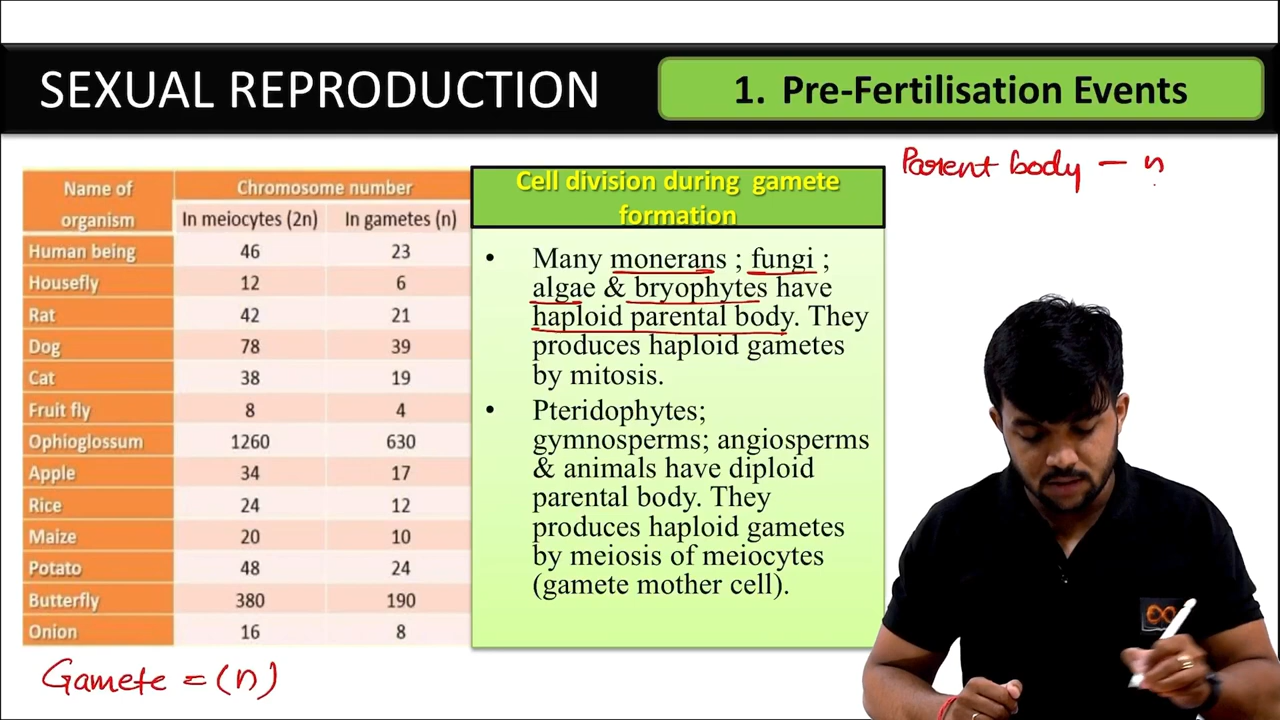 SEXUAL REPRODUCTION
1. Pre-Fertilisation Events
Parent body - n
Name of organism
Chromosome number
In meiocytes (2n) In gametes (n)
Human being 46 23
Housefly 12 6
Rat 42 21
Dog 78 39
Cat 38 19
Fruit fly 8 4
Ophioglossum 1260 630
Apple 34 17
Rice 24 12
Maize 20 10
Potato 48 24
Butterfly 380 190
Onion 16 8
Gamete = (n)
Cell division during gamete
formation
• Many monerans ; fungi ;
algae & bryophytes have
haploid parental body. They
produces haploid gametes
by mitosis.
• Pteridophytes;
gymnosperms; angiosperms
& animals have diploid
parental body. They
produces haploid gametes
by meiosis of meiocytes
(gamete mother cell).